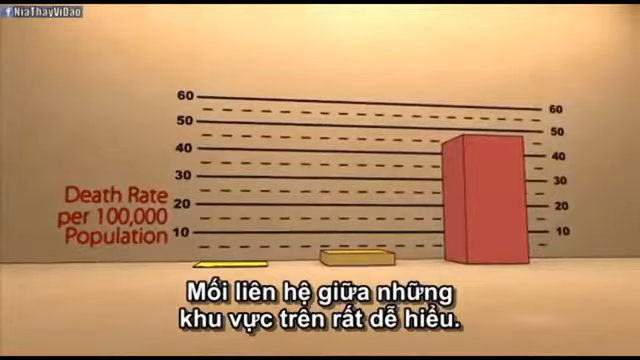 NiaThayViDao
60 60
50 50
40 40
30 30
20 20
10 10
Death Rate
per 100,000
Population
Mối liên hệ giữa những
khu vực trên rất dễ hiểu.